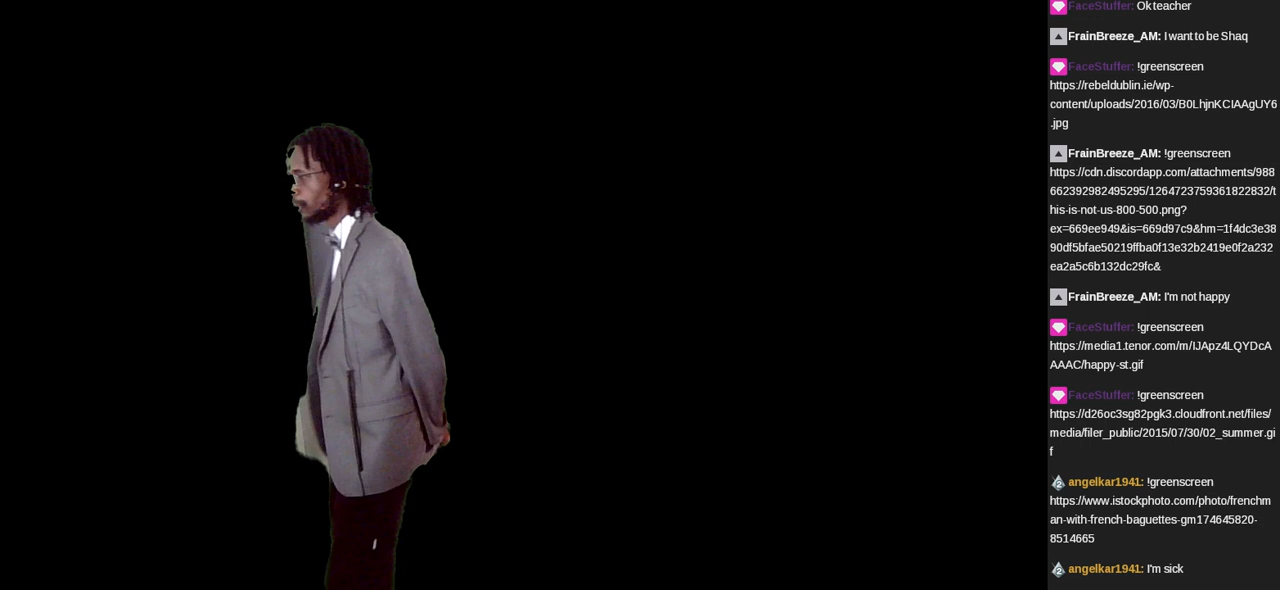 FaceStuffer: Ok teacher
FrainBreeze_AM: I want to be Shaq
FaceStuffer: !greenscreen
https://rebeldublin.ie/wp-
content/uploads/2016/03/B0LhjnKCIAAgUY6
.jpg
FrainBreeze_AM: !greenscreen
https://cdn.discordapp.com/attachments/988
662392982495295/1264723759361822832/t
his-is-not-us-800-500.png?
ex=669ee949&is=669d97c9&hm=1f4dc3e38
90df5bfae50219ffba0f13e32b2419e0f2a232
ea2a5c6b132dc29fc&
FrainBreeze_AM: I'm not happy
FaceStuffer: !greenscreen
https://media1.tenor.com/m/IJApz4LQYDcA
AAAC/happy-st.gif
FaceStuffer: !greenscreen
https://d26oc3sg82pgk3.cloudfront.net/files/
media/filer_public/2015/07/30/02_summer.gi
f
angelkar1941: !greenscreen
https://www.istockphoto.com/photo/frenchm
an-with-french-baguettes-gm174645820-
8514665
angelkar1941: I'm sick